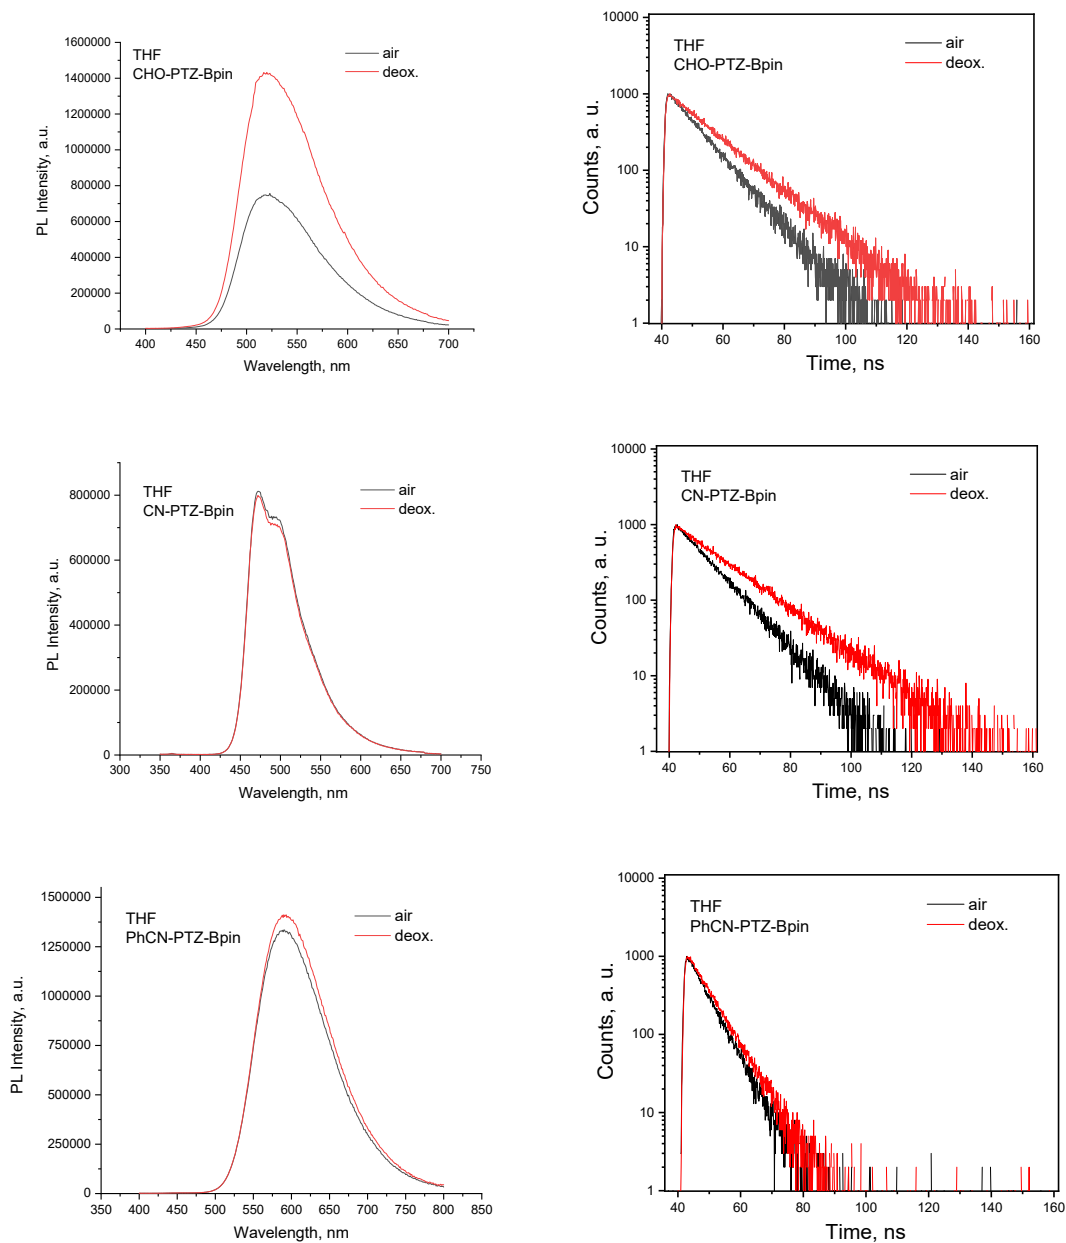 THF
CHO-PTZ-Bpin
air
deox.
PL Intensity, a.u.
1600000
1400000
1200000
1000000
800000
600000
400000
200000
0
400 450 500 550 600 650 700
Wavelength, nm
THF
CHO-PTZ-Bpin
air
deox.
Counts, a. u.
10000
1000
100
10
1
40 60 80 100 120 140 160
Time, ns
THF
CN-PTZ-Bpin
air
deox.
PL Intensity, a.u.
800000
600000
400000
200000
0
300 350 400 450 500 550 600 650 700 750
Wavelength, nm
THF
CN-PTZ-Bpin
air
deox.
Counts, a. u.
10000
1000
100
10
1
40 60 80 100 120 140 160
Time, ns
THF
PhCN-PTZ-Bpin
air
deox.
PL Intensity, a.u.
1500000
1250000
1000000
750000
500000
250000
0
350 400 450 500 550 600 650 700 750 800 850
Wavelength, nm
THF
PhCN-PTZ-Bpin
air
deox.
Counts, a. u.
10000
1000
100
10
1
40 60 80 100 120 140 160
Time, ns